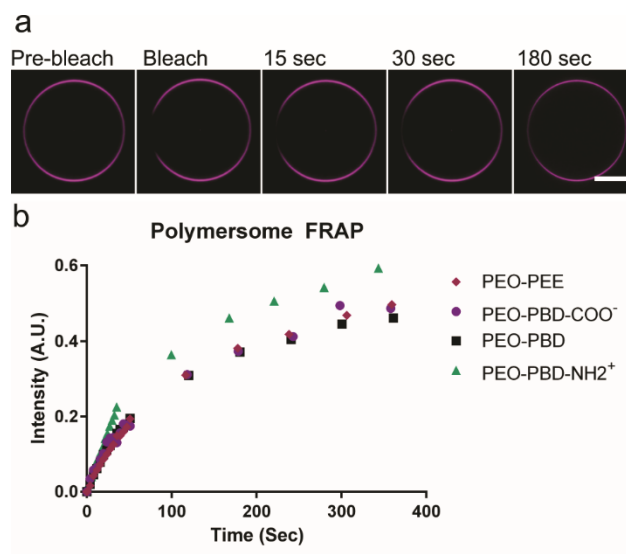 a
Pre-bleach Bleach 15 sec 30 sec 180 sec
b
Polymersome FRAP
Intensity (A.U.)
0.6
0.4
0.2
0.0
0 100 200 300 400
Time (Sec)
PEO-PEE
PEO-PBD-COO⁻
PEO-PBD
PEO-PBD-NH2⁺